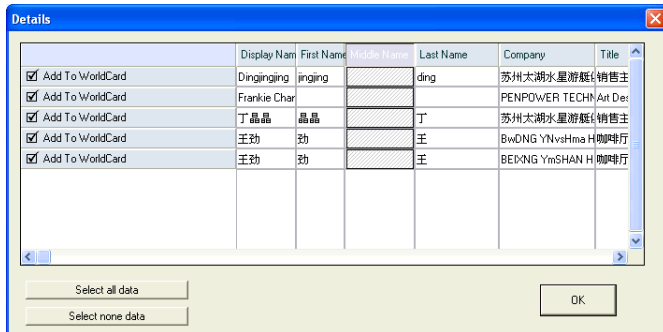 Details
Display Nam First Name Middle Name Last Name Company Title
Add To WorldCard Dingjingjing jingjing ding 苏州太湖水星游艇 销售主
Add To WorldCard Frankie Char PENPOWER TECHN Art Des
Add To WorldCard 丁晶晶 晶晶 丁 苏州太湖水星游艇 销售主
Add To WorldCard 王劲 劲 王 BwDNG YNvsHma H 咖啡厅
Add To WorldCard 王劲 劲 王 BEIXNG YmSHAN H 咖啡厅
Select all data
OK
Select none data